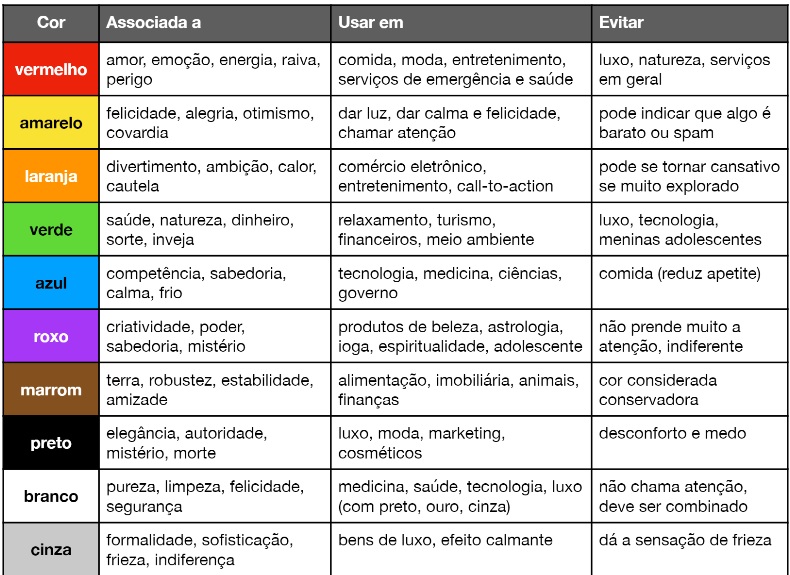 Cor Associada a Usar em Evitar
vermelho amor, emoção, energia, raiva, comida, moda, entretenimento, luxo, natureza, serviços
perigo serviços de emergência e saúde em geral
amarelo felicidade, alegria, otimismo, dar luz, dar calma e felicidade, pode indicar que algo é
covardia chamar atenção barato ou spam
laranja divertimento, ambição, calor, comércio eletrônico, pode se tornar cansativo
cautela entretenimento, call-to-action se muito explorado
verde saúde, natureza, dinheiro, relaxamento, turismo, luxo, tecnologia,
sorte, inveja financeiros, meio ambiente meninas adolescentes
azul competência, sabedoria, tecnologia, medicina, ciências, comida (reduz apetite)
calma, frio governo
roxo criatividade, poder, produtos de beleza, astrologia, não prende muito a
sabedoria, mistério ioga, espiritualidade, adolescente atenção, indiferente
marrom terra, robustez, estabilidade, alimentação, imobiliária, animais, cor considerada
amizade finanças conservadora
preto elegância, autoridade, luxo, moda, marketing, desconforto e medo
mistério, morte cosméticos
branco pureza, limpeza, felicidade, medicina, saúde, tecnologia, luxo não chama atenção,
segurança (com preto, ouro, cinza) deve ser combinado
cinza formalidade, sofisticação, bens de luxo, efeito calmante dá a sensação de frieza
frieza, indiferença